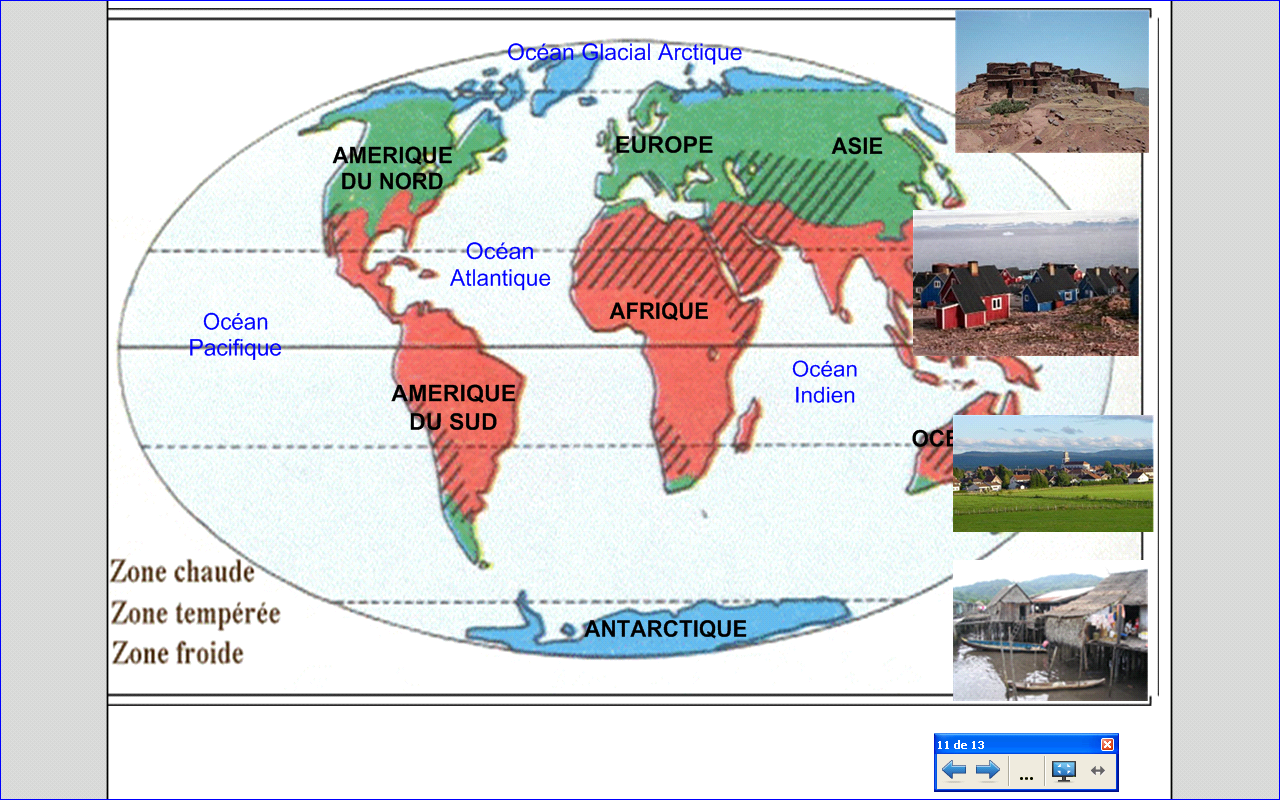 Océan Glacial Arctique
EUROPE
ASIE
AMERIQUE
DU NORD
Océan
Atlantique
AFRIQUE
Océan
Pacifique
Océan
Indien
AMERIQUE
DU SUD
OCE
Zone chaude
Zone tempérée
Zone froide
ANTARCTIQUE
11 de 13
...